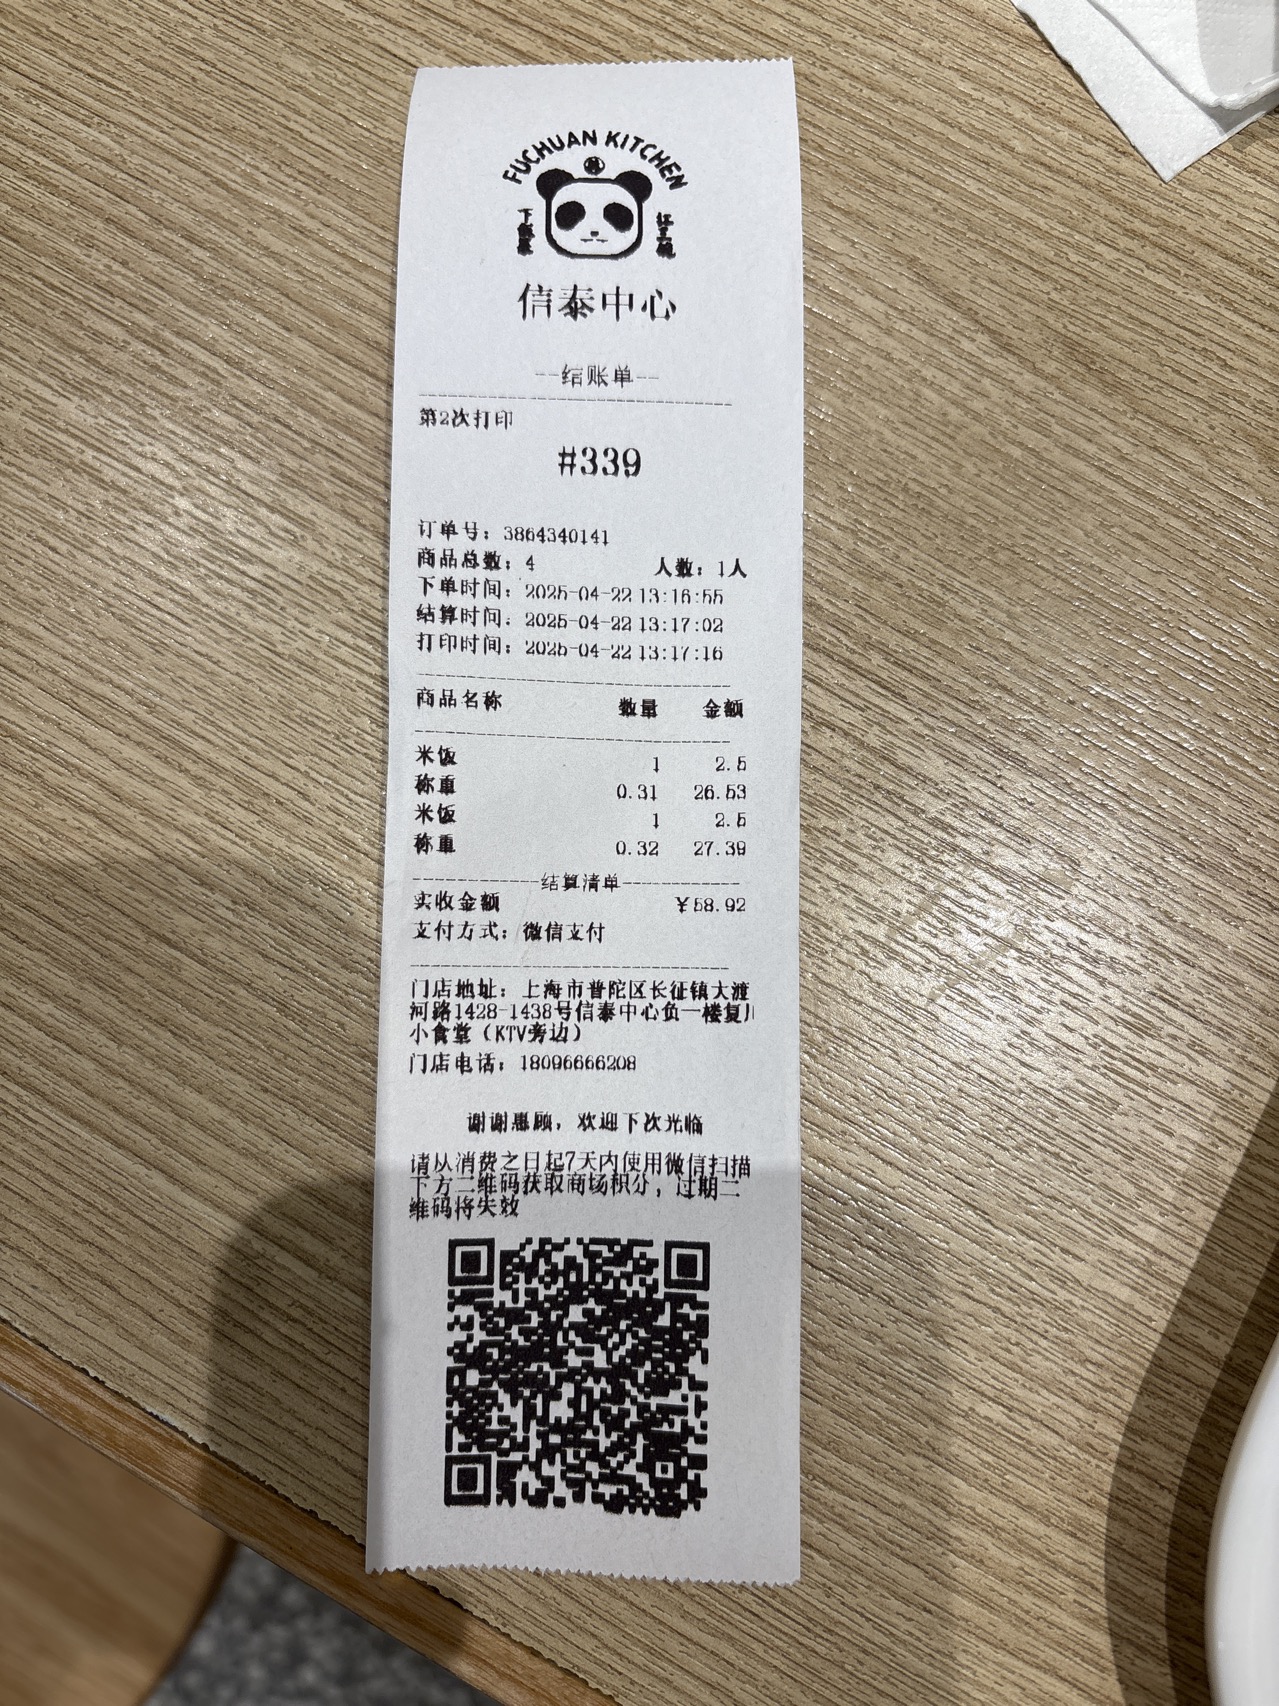 FUCHUAN KITCHEN
下饭菜
江三碗
信泰中心
--结账单--
第2次打印
#339
订单号：3864340141
商品总数：4 人数：1人
下单时间：2025-04-22 13:16:55
结算时间：2025-04-22 13:17:02
打印时间：2025-04-22 13:17:16
商品名称 数量 金额
米饭 1 2.5
称重 0.31 26.53
米饭 1 2.5
称重 0.32 27.39
结算清单
实收金额 ¥58.92
支付方式：微信支付
门店地址：上海市普陀区长征镇大渡
河路1428-1438号信泰中心负一楼复川
小食堂（KTV旁边）
门店电话：18096666208
谢谢惠顾，欢迎下次光临
请从消费之日起7天内使用微信扫描
下方二维码获取商场积分，过期二
维码将失效